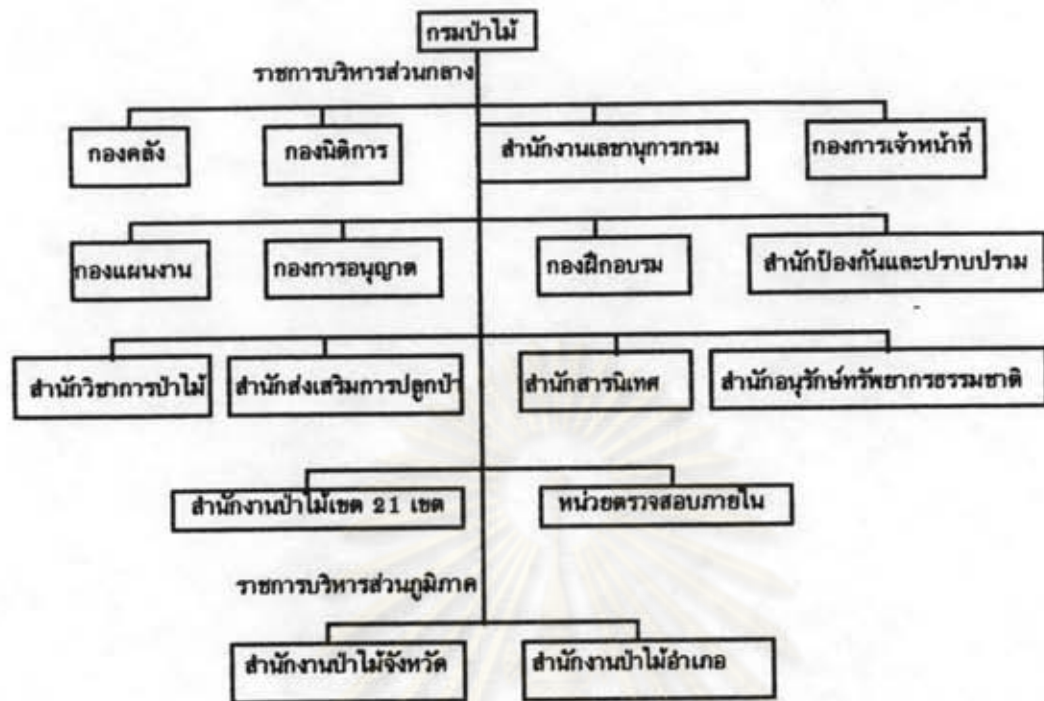 กรมป่าไม้
ราชการบริหารส่วนกลาง
กองคลัง
กองนิติการ
สำนักงานเลขานุการกรม
กองการเจ้าหน้าที่
กองแผนงาน
กองการอนุญาต
กองฝึกอบรม
สำนักป้องกันและปราบปราม
สำนักวิชาการป่าไม้
สำนักส่งเสริมการปลูกป่า
สำนักสารนิเทศ
สำนักอนุรักษ์ทรัพยากรธรรมชาติ
สำนักงานป่าไม้เขต 21 เขต
หน่วยตรวจสอบภายใน
ราชการบริหารส่วนภูมิภาค
สำนักงานป่าไม้จังหวัด
สำนักงานป่าไม้อำเภอ